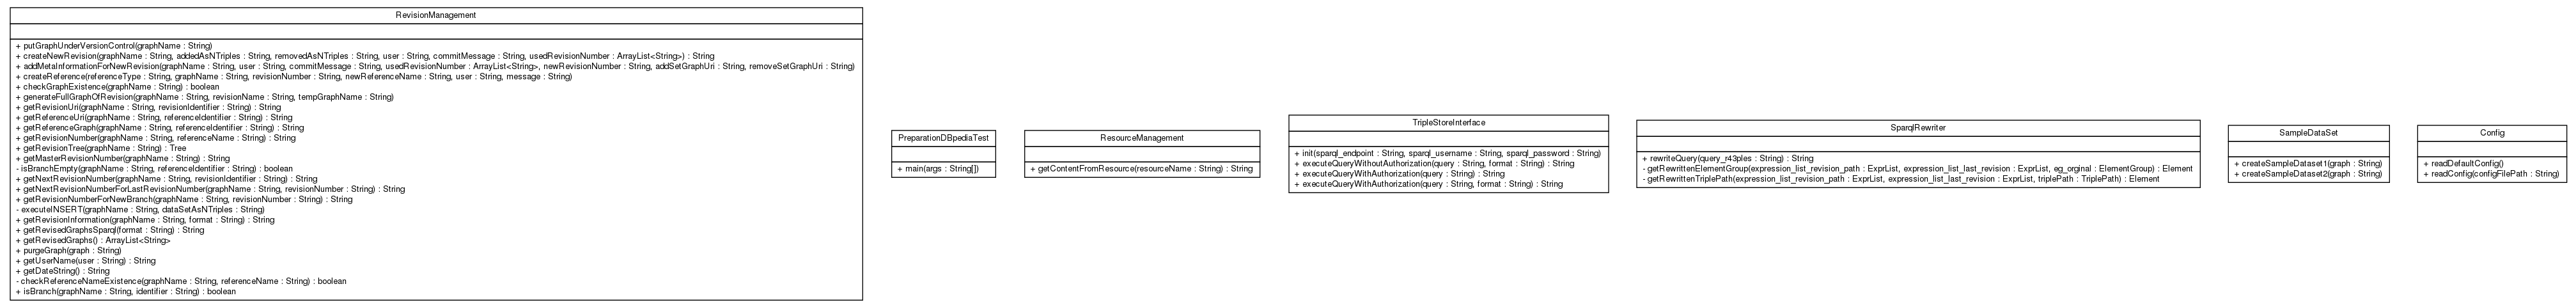 RevisionManagement
+ putGraphUnderVersionControl(graphName : String)
+ createNewRevision(graphName : String, addedAsNTriples : String, removedAsNTriples : String, user : String, commitMessage : String, usedRevisionNumber : ArrayList<String>) : String
+ addMetaInformationForNewRevision(graphName : String, user : String, commitMessage : String, usedRevisionNumber : ArrayList<String>, newRevisionNumber : String, addSetGraphUri : String, removeSetGraphUri : String)
+ createReference(referenceType : String, graphName : String, revisionNumber : String, newReferenceName : String, user : String, message : String)
+ checkGraphExistence(graphName : String) : boolean
+ generateFullGraphOfRevision(graphName : String, revisionName : String, tempGraphName : String)
+ getRevisionUri(graphName : String, revisionIdentifier : String) : String
+ getReferenceUri(graphName : String, referenceIdentifier : String) : String
+ getReferenceGraph(graphName : String, referenceIdentifier : String) : String
+ getRevisionNumber(graphName : String, referenceName : String) : String
+ getRevisionTree(graphName : String) : Tree
+ getMasterRevisionNumber(graphName : String) : String
- isBranchEmpty(graphName : String, referenceIdentifier : String) : boolean
+ getNextRevisionNumber(graphName : String, revisionIdentifier : String) : String
+ getNextRevisionNumberForLastRevisionNumber(graphName : String, revisionNumber : String) : String
+ getRevisionNumberForNewBranch(graphName : String, revisionNumber : String) : String
- executeINSERT(graphName : String, dataSetAsNTriples : String)
+ getRevisionInformation(graphName : String, format : String) : String
+ getRevisedGraphsSparql(format : String) : String
+ getRevisedGraphs() : ArrayList<String>
+ purgeGraph(graph : String)
+ getUserName(user : String) : String
+ getDateString() : String
- checkReferenceNameExistence(graphName : String, referenceName : String) : boolean
+ isBranch(graphName : String, identifier : String) : boolean
PreparationDBpediaTest
+ main(args : String[])
ResourceManagement
+ getContentFromResource(resourceName : String) : String
TripleStoreInterface
+ init(sparql_endpoint : String, sparql_username : String, sparql_password : String)
+ executeQueryWithoutAuthorization(query : String, format : String) : String
+ executeQueryWithAuthorization(query : String) : String
+ executeQueryWithAuthorization(query : String, format : String) : String
SparqlRewriter
+ rewriteQuery(query_r43ples : String) : String
- getRewrittenElementGroup(expression_list_revision_path : ExprList, expression_list_last_revision : ExprList, eg_orginal : ElementGroup) : Element
- getRewrittenTriplePath(expression_list_revision_path : ExprList, expression_list_last_revision : ExprList, triplePath : TriplePath) : Element
SampleDataSet
+ createSampleDataset1(graph : String)
+ createSampleDataset2(graph : String)
Config
+ readDefaultConfig()
+ readConfig(configFilePath : String)